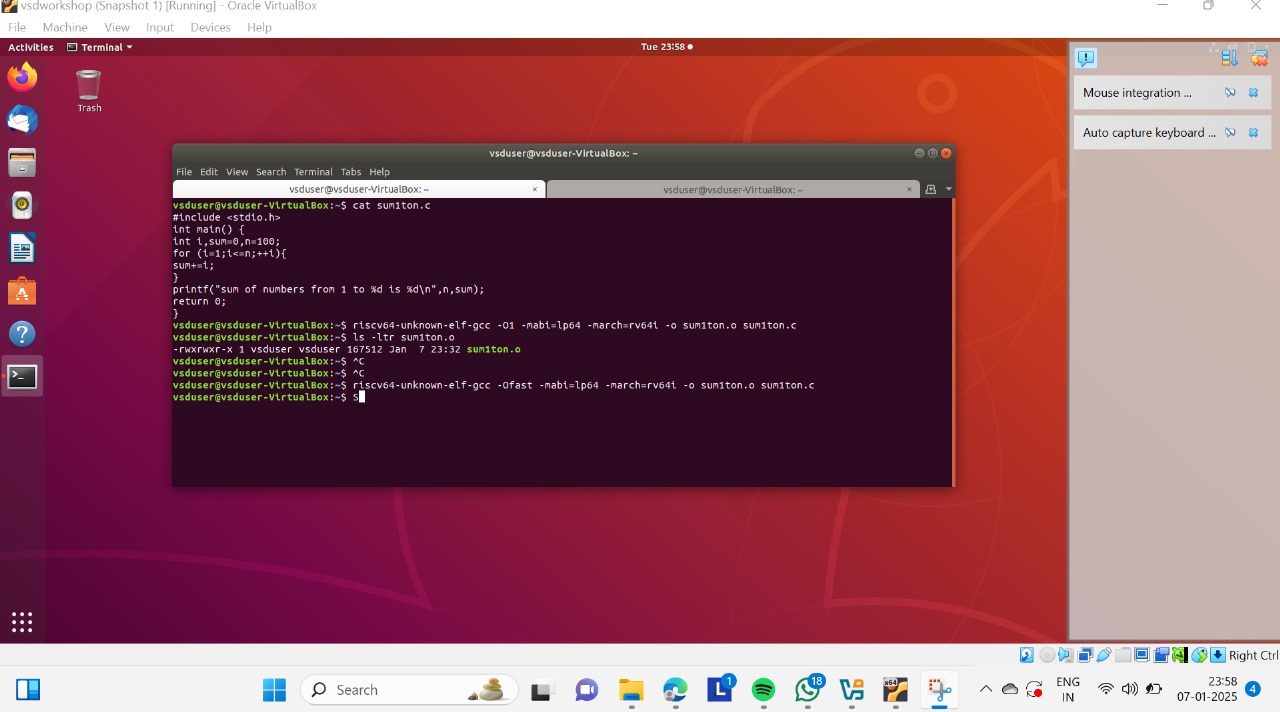 vsdworkshop (Snapshot 1) [Running] - Oracle VirtualBox
File Machine View Input Devices Help
Activities Terminal Tue 23:58
Trash
Mouse integration ...
Auto capture keyboard ...
vsduser@vsduser-VirtualBox: ~
File Edit View Search Terminal Tabs Help
vsduser@vsduser-VirtualBox: ~ × vsduser@vsduser-VirtualBox: ~ ×
vsduser@vsduser-VirtualBox:~$ cat sum1ton.c
#include <stdio.h>
int main() {
int i,sum=0,n=100;
for (i=1;i<=n;++i){
sum+=i;
}
printf("sum of numbers from 1 to %d is %d\n",n,sum);
return 0;
}
vsduser@vsduser-VirtualBox:~$ riscv64-unknown-elf-gcc -O1 -mabi=lp64 -march=rv64i -o sum1ton.o sum1ton.c
vsduser@vsduser-VirtualBox:~$ ls -ltr sum1ton.o
-rwxrwxr-x 1 vsduser vsduser 167512 Jan  7 23:32 sum1ton.o
vsduser@vsduser-VirtualBox:~$ ^C
vsduser@vsduser-VirtualBox:~$ ^C
vsduser@vsduser-VirtualBox:~$ riscv64-unknown-elf-gcc -Ofast -mabi=lp64 -march=rv64i -o sum1ton.o sum1ton.c
vsduser@vsduser-VirtualBox:~$ S
Right Ctrl
Search
L 1
18
x64
ENG
IN
23:58
07-01-2025
4